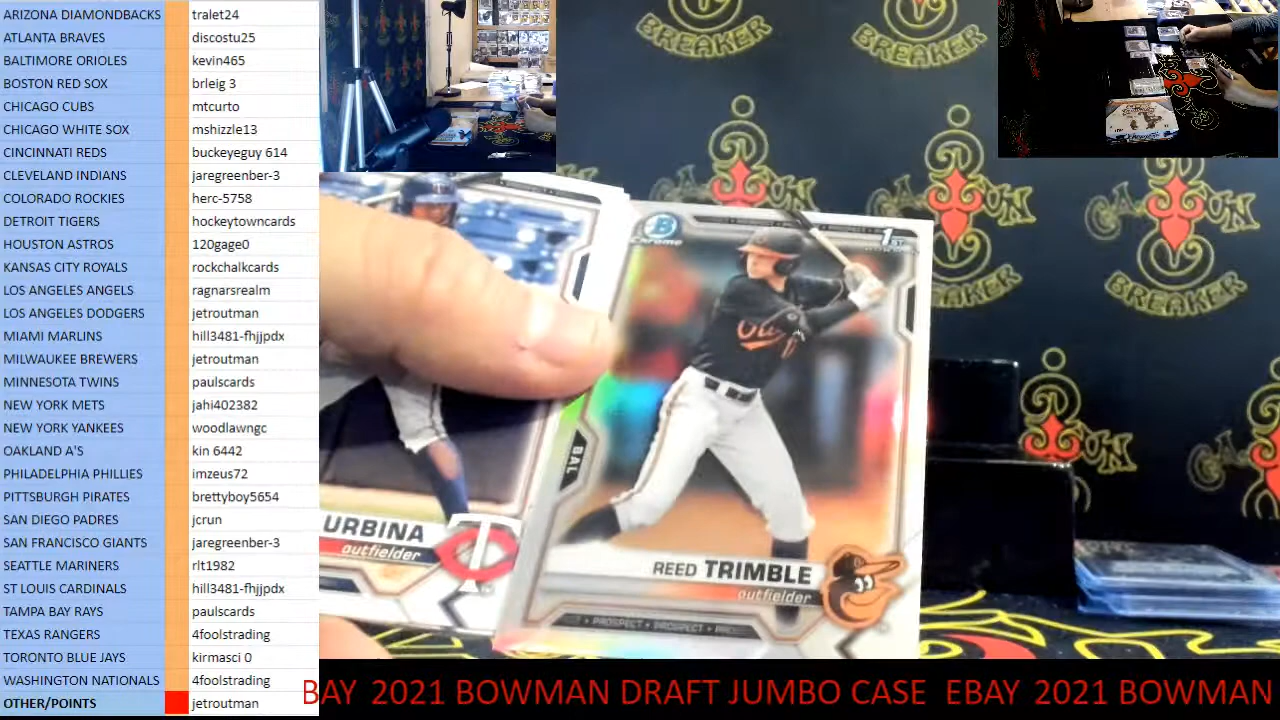 ARIZONA DIAMONDBACKS tralet24
ATLANTA BRAVES discostu25
BALTIMORE ORIOLES kevin465
BOSTON RED SOX brleig 3
CHICAGO CUBS mtcurto
CHICAGO WHITE SOX mshizzle13
CINCINNER REDS buckeyeguy 614
CLEVELAND INDIANS jaregreenber-3
COLORADO ROCKIES herc-5758
DETROIT TIGERS hockeytowncards
HOUSTON ASTROS 120gage0
KANSAS CITY ROYALS rockchalkcards
LOS ANGELES ANGELS ragnarsrealm
LOS ANGELES DODGERS jetroutman
MIAMI MARLINS hill3481-fhjjpdx
MILWAUKEE BREWERS jetroutman
MINNESOTA TWINS paulscards
NEW YORK METS jahi402382
NEW YORK YANKEES woodlawngc
OAKLAND A'S kin 6442
PHILADELPHIA PHILLIES imzeus72
PITTSBURGH PIRATES brettyboy5654
SAN DIEGO PADRES jcrun
SAN FRANCISCO GIANTS jaregreenber-3
SEATTLE MARINERS rlt1982
ST LOUIS CARDINALS hill3481-fhjjpdx
TAMPA BAY RAYS paulscards
TEXAS RANGERS 4foolstrading
TORONTO BLUE JAYS kirmasci 0
WASHINGTON NATIONALS 4foolstrading
OTHER/POINTS jetroutman
BREAKER
BREAKER
CAJUN
BREAKER
CAJUN
BREAKER
B
Chrome
1ST
BAL
URBINA
outfielder
REED TRIMBLE
outfielder
PROSPECT • PROSPECT
BAY 2021 BOWMAN DRAFT JUMBO CASE EBAY 2021 BOWMAN